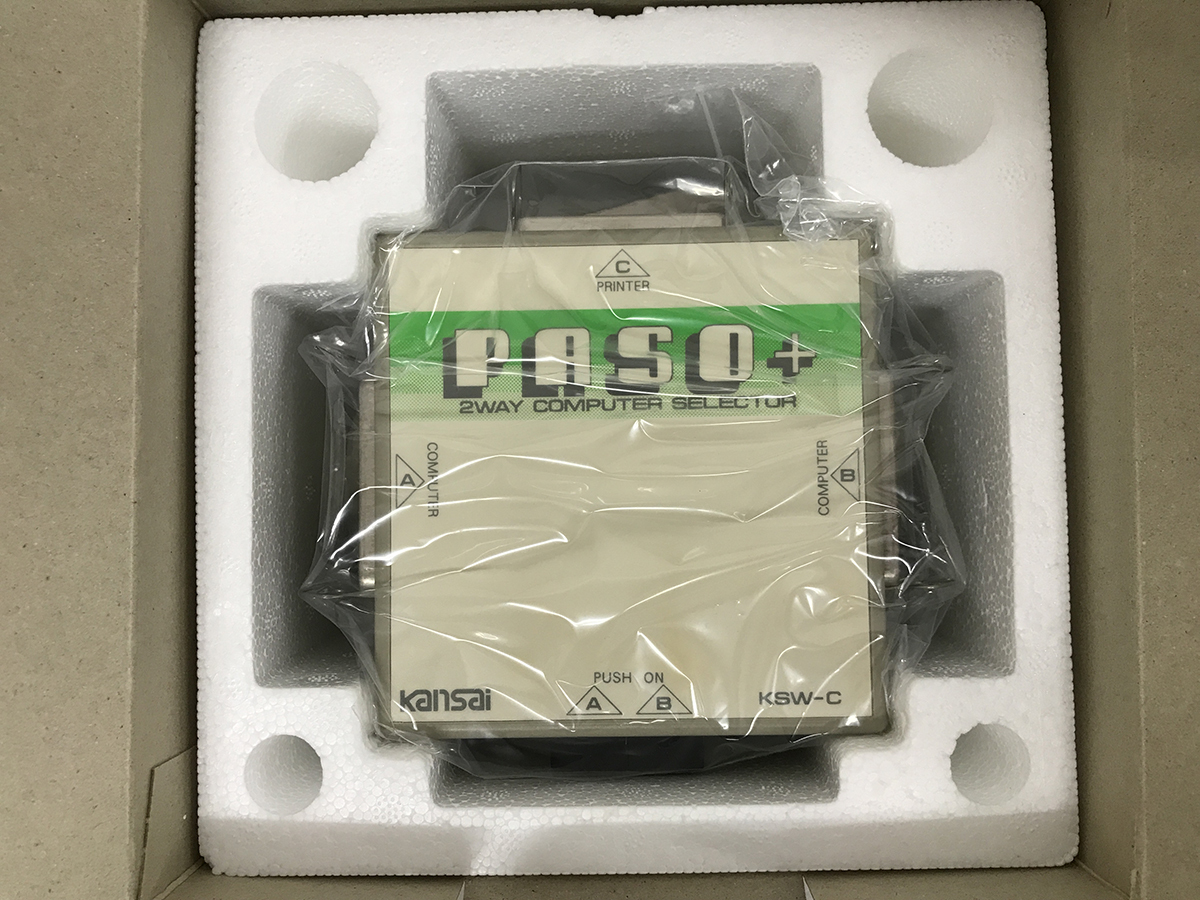 C
PRINTER
PASO+
2WAY COMPUTER SELECTOR
A
COMPUTER
COMPUTER
B
PUSH ON
A B
Kansai
KSW-C